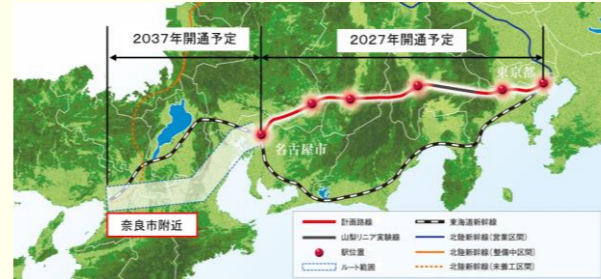 2037年開通予定
2027年開通予定
東京都
名古屋市
奈良市附近
計画路線
山梨リニア実験線
駅位置
ルート範囲
東海道新幹線
北陸新幹線(営業区間)
北陸新幹線(整備中区間)
北陸新幹線(未着工区間)